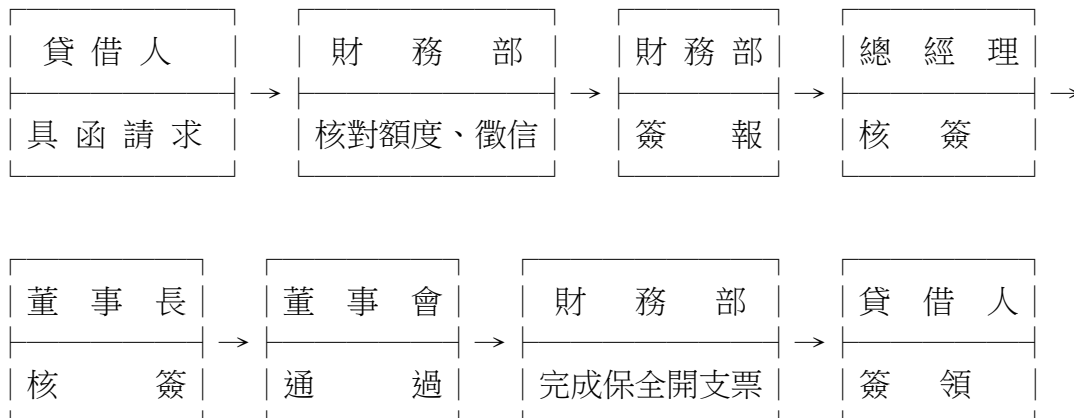 貸借人 → 財務部 → 財務部 → 總經理 →
具函請求 核對額度、徵信 簽報 核簽
董事長 → 董事會 → 財務部 → 貸借人
核簽 通過 完成保全開支票 簽領